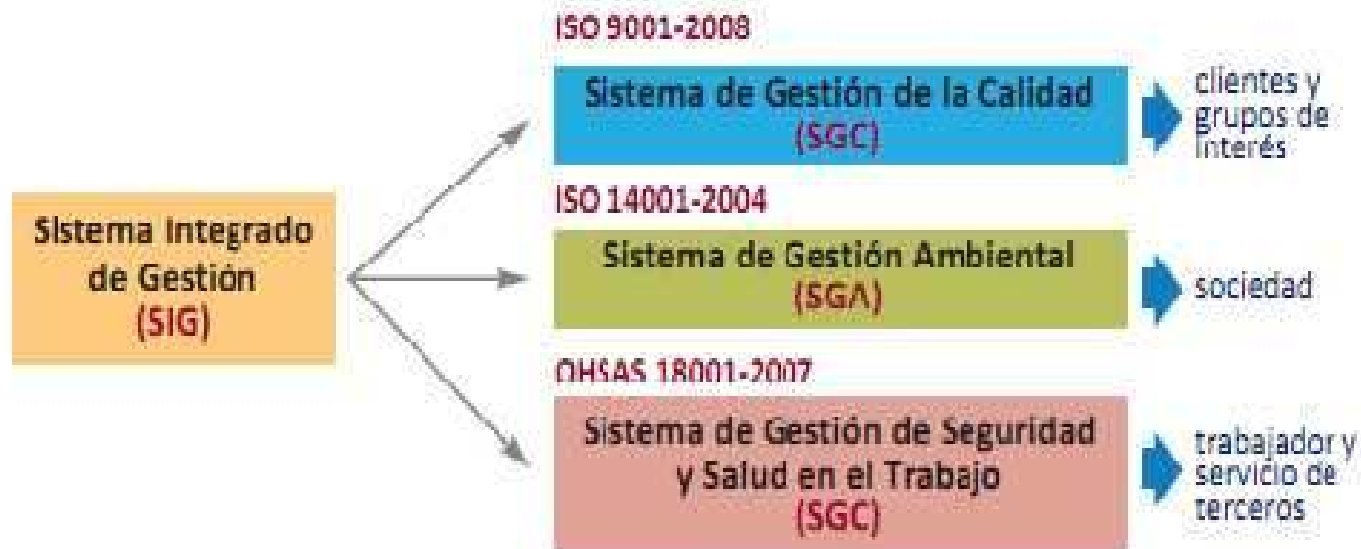 Sistema Integrado
de Gestión
(SIG)
ISO 9001-2008
Sistema de Gestión de la Calidad
(SGC)
clientes y
grupos de
interés
ISO 14001-2004
Sistema de Gestión Ambiental
(SGA)
sociedad
OHSAS 18001-2007
Sistema de Gestión de Seguridad
y Salud en el Trabajo
(SGC)
trabajador y
servicio de
terceros